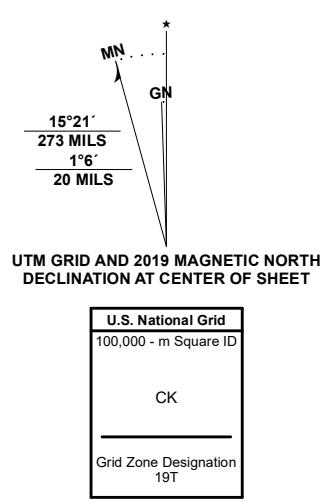 ★
MN
GN
15°21´
273 MILS
1°6´
20 MILS
UTM GRID AND 2019 MAGNETIC NORTH
DECLINATION AT CENTER OF SHEET
U.S. National Grid
100,000 - m Square ID
CK
Grid Zone Designation
19T